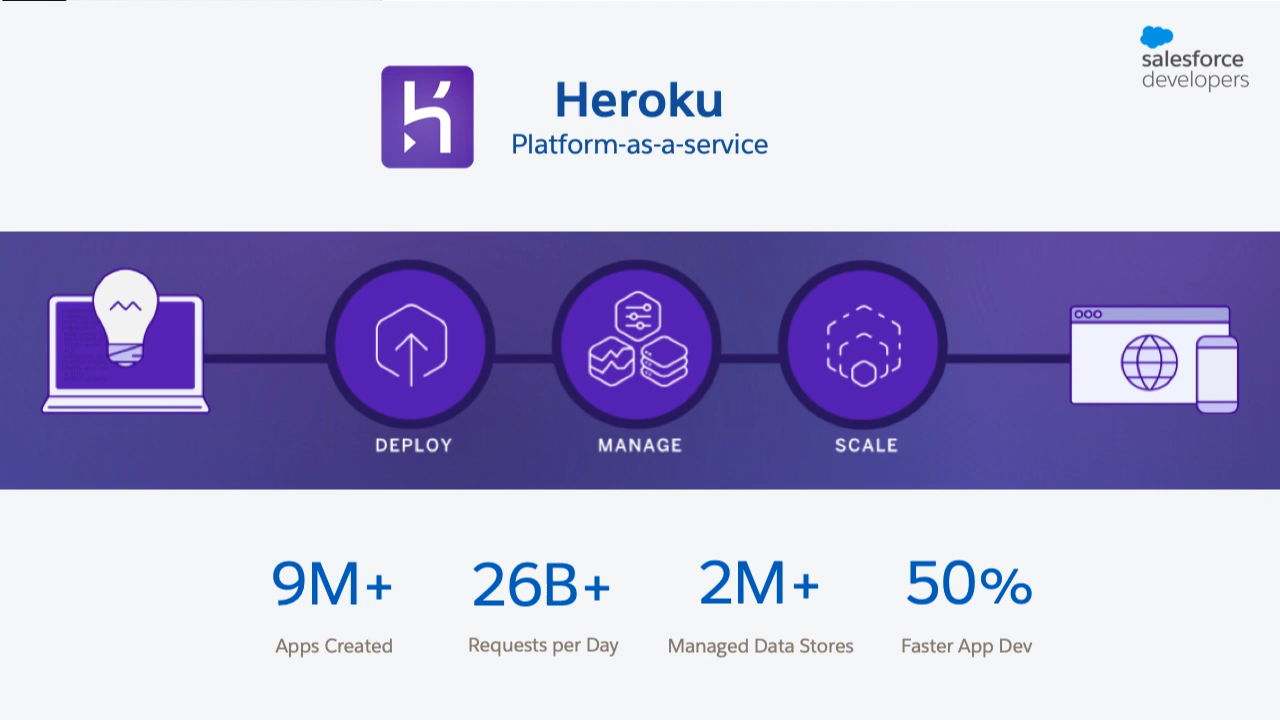 salesforce
developers
Heroku
Platform-as-a-service
DEPLOY
MANAGE
SCALE
9M+
26B+
2M+
50%
Apps Created
Requests per Day
Managed Data Stores
Faster App Dev